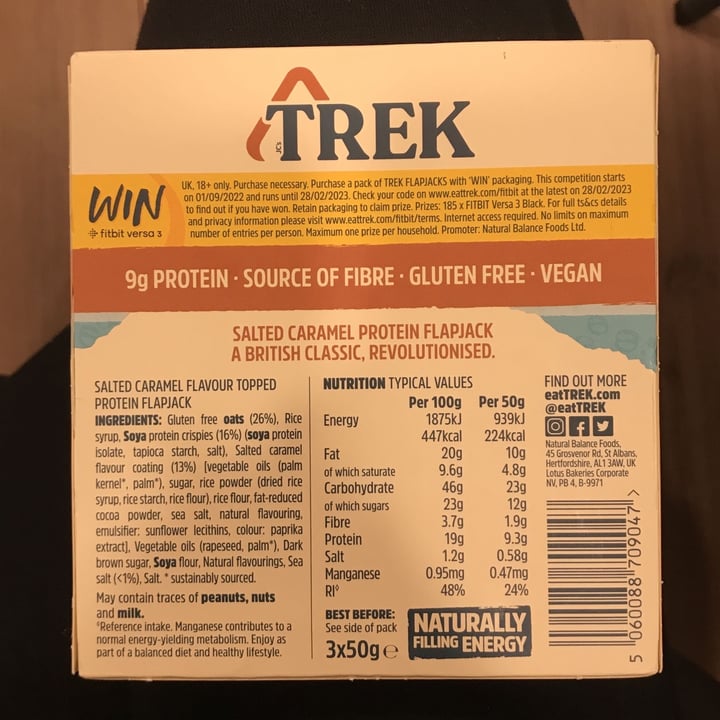 JC's
TREK
WIN
fitbit versa 3
UK, 18+ only. Purchase necessary. Purchase a pack of TREK FLAPJACKS with 'WIN' packaging. This competition starts
on 01/09/2022 and runs until 28/02/2023. Check your code on www.eattrek.com/fitbit at the latest on 28/02/2023
to find out if you have won. Retain packaging to claim prize. Prizes: 185 x FITBIT Versa 3 Black. For full ts&cs details
and privacy information please visit www.eattrek.com/fitbit/terms. Internet access required. No limits on maximum
number of entries per person. Maximum one prize per household. Promoter: Natural Balance Foods Ltd.
9g PROTEIN · SOURCE OF FIBRE · GLUTEN FREE · VEGAN
SALTED CARAMEL PROTEIN FLAPJACK
A BRITISH CLASSIC, REVOLUTIONISED.
SALTED CARAMEL FLAVOUR TOPPED
PROTEIN FLAPJACK
INGREDIENTS: Gluten free oats (26%), Rice
syrup, Soya protein crispies (16%) (soya protein
isolate, tapioca starch, salt), Salted caramel
flavour coating (13%) [vegetable oils (palm
kernel*, palm*), sugar, rice powder (dried rice
syrup, rice starch, rice flour), rice flour, fat-reduced
cocoa powder, sea salt, natural flavouring,
emulsifier: sunflower lecithins, colour: paprika
extract], Vegetable oils (rapeseed, palm*), Dark
brown sugar, Soya flour, Natural flavourings, Sea
salt (<1%), Salt. * sustainably sourced.
May contain traces of peanuts, nuts
and milk.
◊Reference intake. Manganese contributes to a
normal energy-yielding metabolism. Enjoy as
part of a balanced diet and healthy lifestyle.
NUTRITION TYPICAL VALUES
Per 100g Per 50g
Energy 1875kJ 939kJ
447kcal 224kcal
Fat 20g 10g
of which saturate 9.6g 4.8g
Carbohydrate 46g 23g
of which sugars 23g 12g
Fibre 3.7g 1.9g
Protein 19g 9.3g
Salt 1.2g 0.58g
Manganese 0.95mg 0.47mg
RI◊ 48% 24%
BEST BEFORE:
See side of pack
3x50g e
NATURALLY
FILLING ENERGY
FIND OUT MORE
eatTREK.com
@eatTREK
Natural Balance Foods,
45 Grosvenor Rd, St Albans,
Hertfordshire, AL1 3AW, UK
Lotus Bakeries Corporate
NV, PB 4, B-9971
5 060088 709047 >